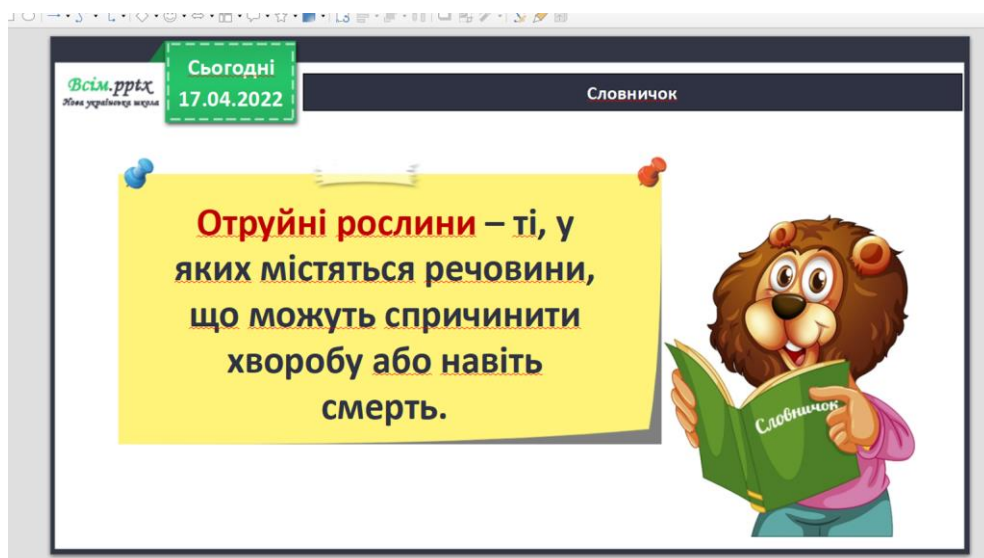 Всім.pptx
Нова українська школа
Сьогодні
17.04.2022
Словничок
Отруйні рослини – ті, у
яких містяться речовини,
що можуть спричинити
хворобу або навіть
смерть.
Словничок